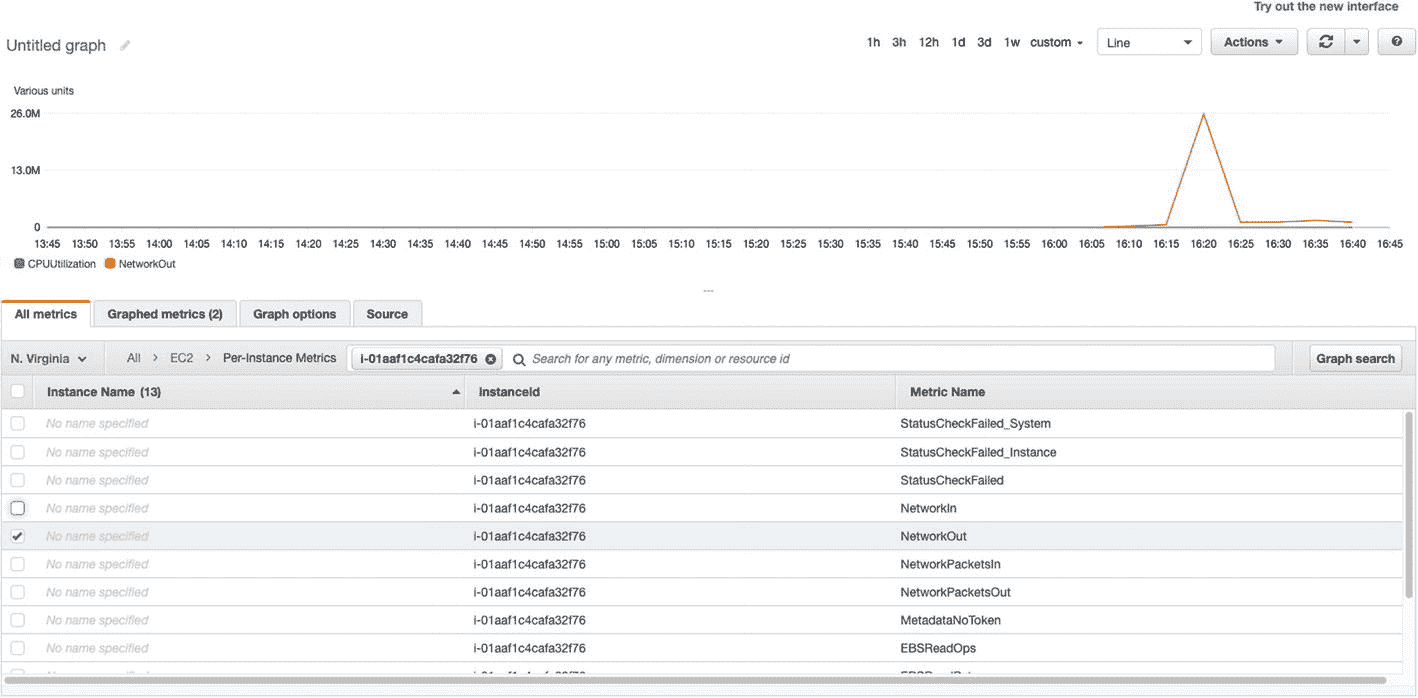 Try out the new interface
Untitled graph
1h 3h 12h 1d 3d 1w custom Line Actions
Various units
26.0M
13.0M
0
13:45 13:50 13:55 14:00 14:05 14:10 14:15 14:20 14:25 14:30 14:35 14:40 14:45 14:50 14:55 15:00 15:05 15:10 15:15 15:20 15:25 15:30 15:35 15:40 15:45 15:50 15:55 16:00 16:05 16:10 16:15 16:20 16:25 16:30 16:35 16:40 16:45
CPUUtilization NetworkOut
All metrics Graphed metrics (2) Graph options Source
N. Virginia All > EC2 > Per-Instance Metrics i-01aaf1c4cafa32f76 Search for any metric, dimension or resource id Graph search
Instance Name (13) InstanceId Metric Name
No name specified i-01aaf1c4cafa32f76 StatusCheckFailed_System
No name specified i-01aaf1c4cafa32f76 StatusCheckFailed_Instance
No name specified i-01aaf1c4cafa32f76 StatusCheckFailed
No name specified i-01aaf1c4cafa32f76 NetworkIn
No name specified i-01aaf1c4cafa32f76 NetworkOut
No name specified i-01aaf1c4cafa32f76 NetworkPacketsIn
No name specified i-01aaf1c4cafa32f76 NetworkPacketsOut
No name specified i-01aaf1c4cafa32f76 MetadataNoToken
No name specified i-01aaf1c4cafa32f76 EBSReadOps